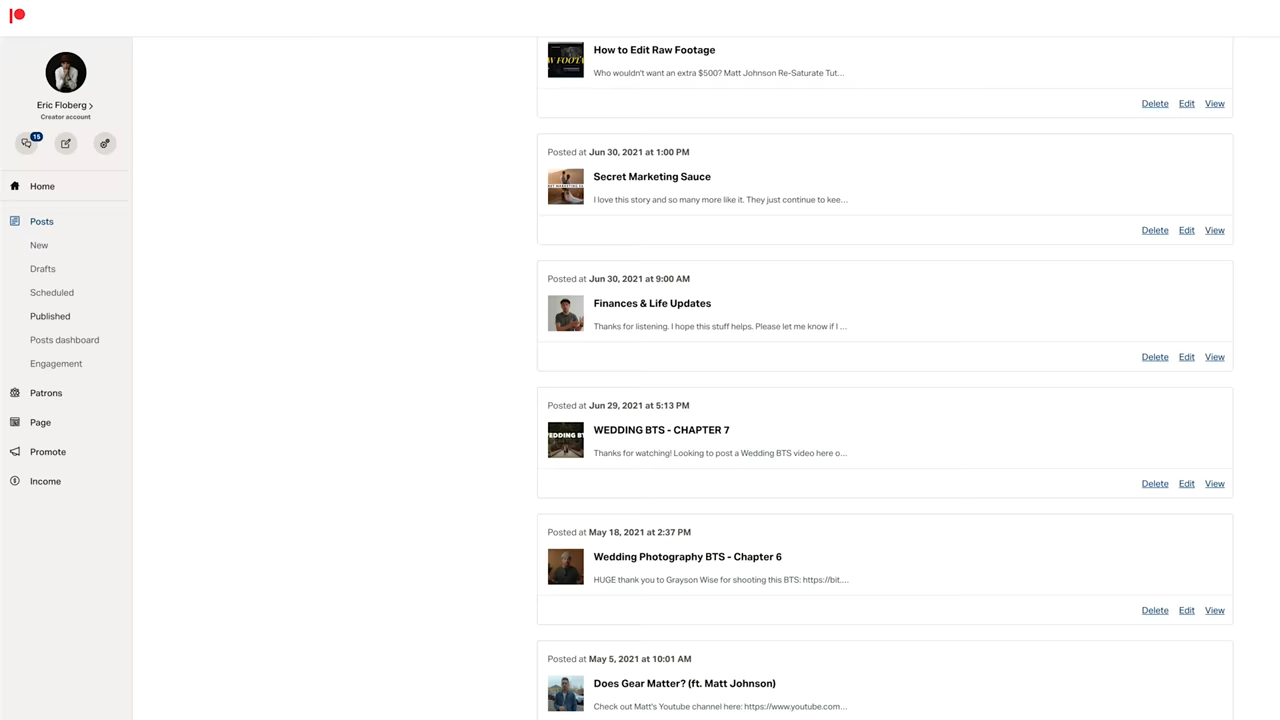 Eric Floberg
Creator account
15
Home
Posts
New
Drafts
Scheduled
Published
Posts dashboard
Engagement
Patrons
Page
Promote
Income
How to Edit Raw Footage
Who wouldn't want an extra $500? Matt Johnson Re-Saturate Tut...
Delete Edit View
Posted at Jun 30, 2021 at 1:00 PM
Secret Marketing Sauce
I love this story and so many more like it. They just continue to kee...
Delete Edit View
Posted at Jun 30, 2021 at 9:00 AM
Finances & Life Updates
Thanks for listening. I hope this stuff helps. Please let me know if I ...
Delete Edit View
Posted at Jun 29, 2021 at 5:13 PM
WEDDING BTS - CHAPTER 7
Thanks for watching! Looking to post a Wedding BTS video here o...
Delete Edit View
Posted at May 18, 2021 at 2:37 PM
Wedding Photography BTS - Chapter 6
HUGE thank you to Grayson Wise for shooting this BTS: https://bit....
Delete Edit View
Posted at May 5, 2021 at 10:01 AM
Does Gear Matter? (ft. Matt Johnson)
Check out Matt's Youtube channel here: https://www.youtube.com...